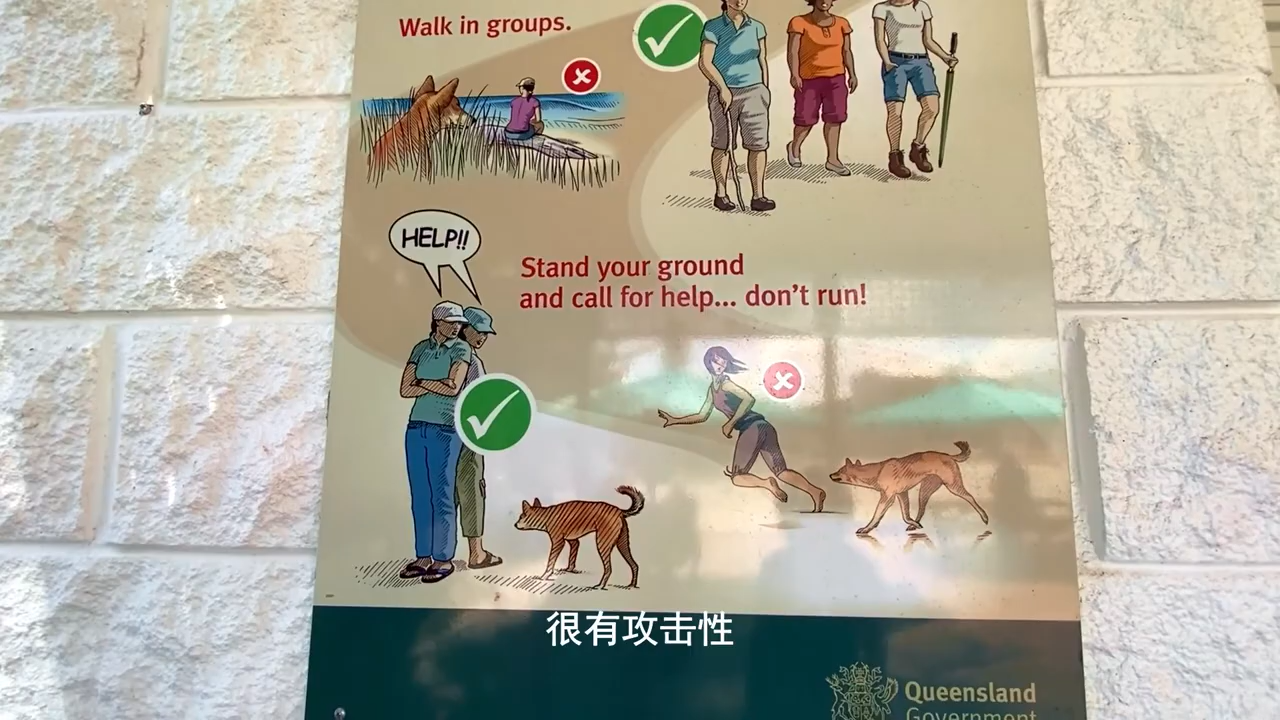 Walk in groups.
HELP!!
Stand your ground
and call for help... don't run!
很有攻击性
Queensland
Government